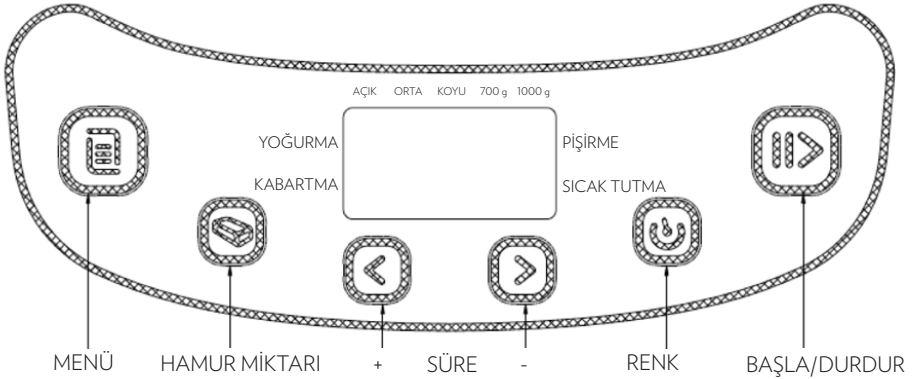 AÇIK ORTA KOYU 700 g 1000 g
YOĞURMA PİŞİRME
KABARTMA SICAK TUTMA
MENÜ HAMUR MİKTARI + SÜRE - RENK BAŞLA/DURDUR